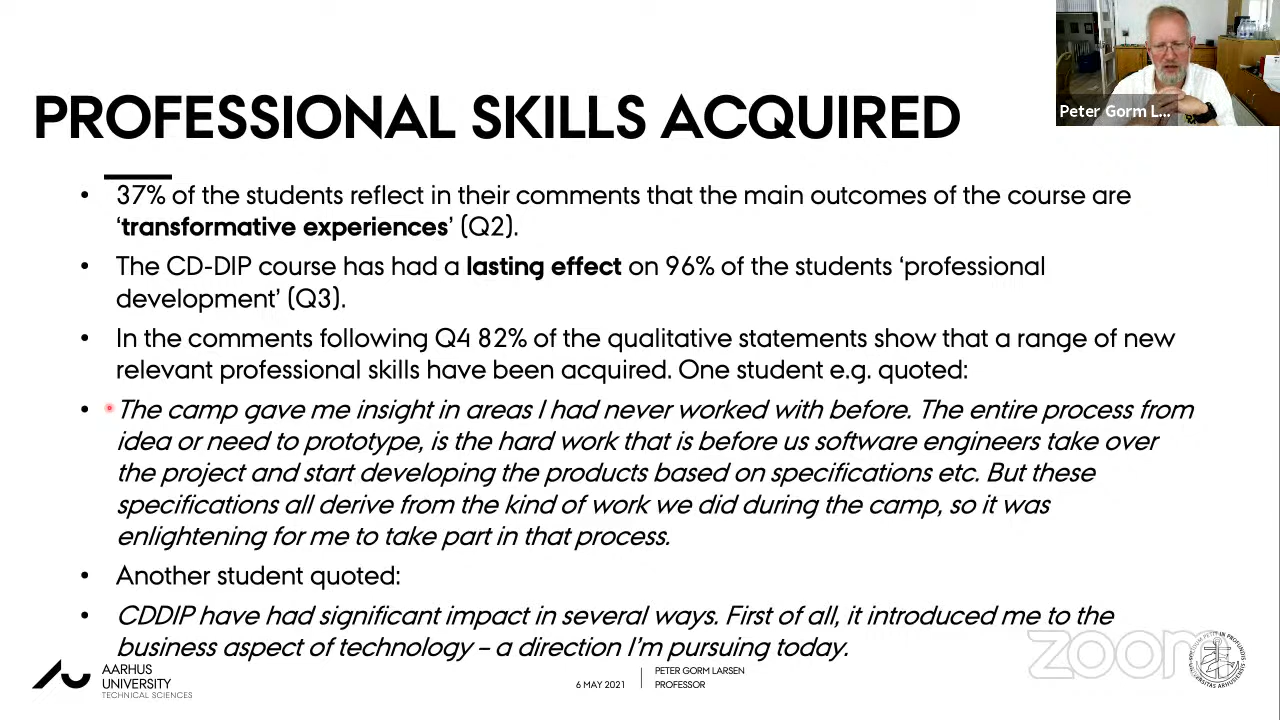 PROFESSIONAL SKILLS ACQUIRED
Peter Gorm L...
• 37% of the students reflect in their comments that the main outcomes of the course are
‘transformative experiences’ (Q2).
• The CD-DIP course has had a lasting effect on 96% of the students ‘professional
development’ (Q3).
• In the comments following Q4 82% of the qualitative statements show that a range of new
relevant professional skills have been acquired. One student e.g. quoted:
• The camp gave me insight in areas I had never worked with before. The entire process from
idea or need to prototype, is the hard work that is before us software engineers take over
the project and start developing the products based on specifications etc. But these
specifications all derive from the kind of work we did during the camp, so it was
enlightening for me to take part in that process.
• Another student quoted:
• CDDIP have had significant impact in several ways. First of all, it introduced me to the
business aspect of technology – a direction I’m pursuing today.
zoom
AARHUS
UNIVERSITY
TECHNICAL SCIENCES
6 MAY 2021
PETER GORM LARSEN
PROFESSOR